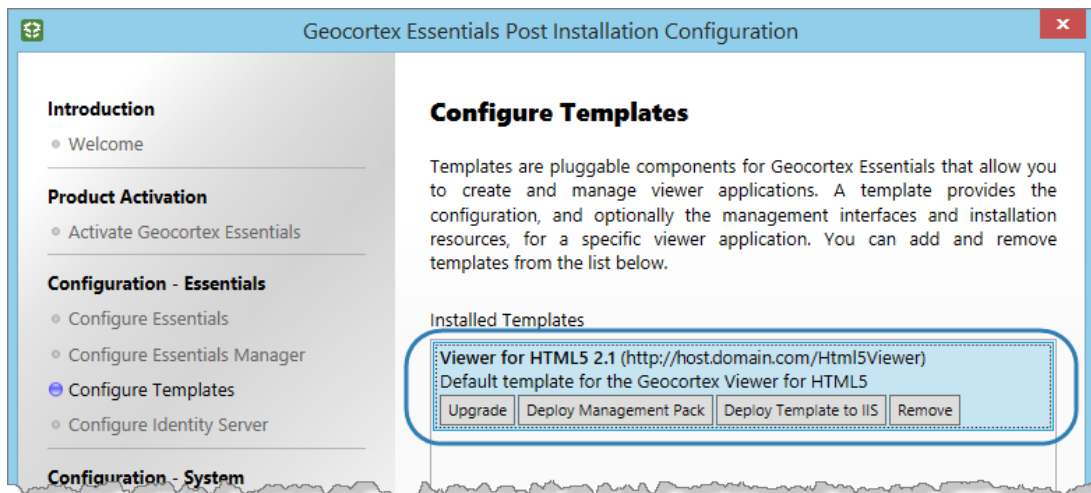 Geocortex Essentials Post Installation Configuration
x
Introduction
Welcome
Product Activation
Activate Geocortex Essentials
Configuration - Essentials
Configure Essentials
Configure Essentials Manager
Configure Templates
Configure Identity Server
Configuration - System
Configure Templates
Templates are pluggable components for Geocortex Essentials that allow you
to create and manage viewer applications. A template provides the
configuration, and optionally the management interfaces and installation
resources, for a specific viewer application. You can add and remove
templates from the list below.
Installed Templates
Viewer for HTML5 2.1 (http://host.domain.com/Html5Viewer)
Default template for the Geocortex Viewer for HTML5
Upgrade Deploy Management Pack Deploy Template to IIS Remove